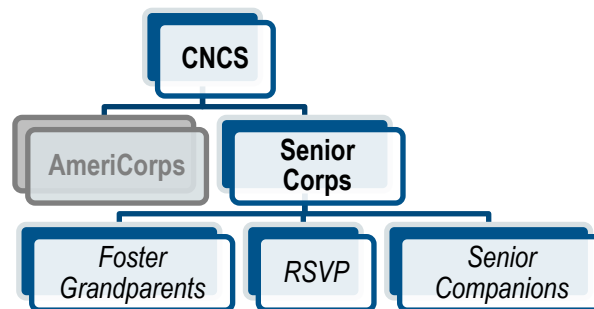 CNCS
AmeriCorps
Senior
Corps
Foster
Grandparents
RSVP
Senior
Companions